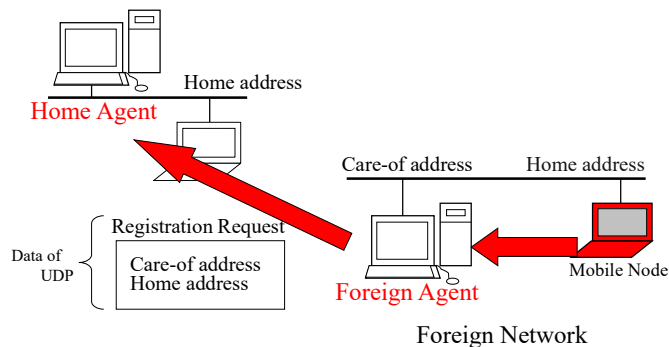 Home address
Home Agent
Care-of address
Home address
Registration Request
Data of
UDP
Care-of address
Home address
Foreign Agent
Mobile Node
Foreign Network